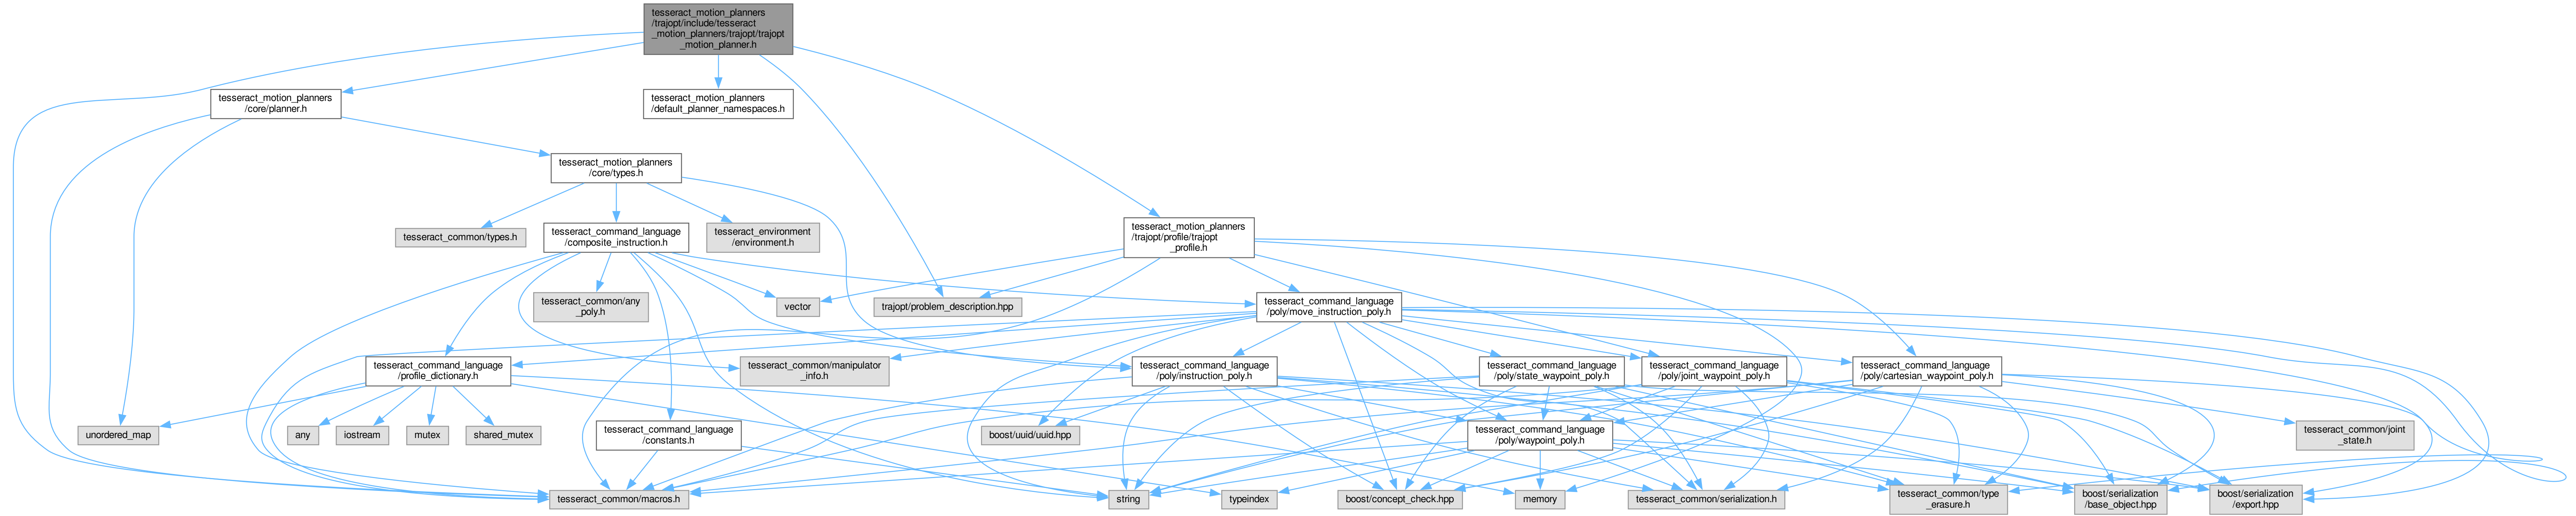 tesseract_motion_planners
/trajopt/include/tesseract
_motion_planners/trajopt/trajopt
_motion_planner.h
tesseract_motion_planners
/core/planner.h
tesseract_motion_planners
/default_planner_namespaces.h
tesseract_motion_planners
/core/types.h
tesseract_common/types.h
tesseract_command_language
/composite_instruction.h
tesseract_environment
/environment.h
tesseract_motion_planners
/trajopt/profile/trajopt
_profile.h
tesseract_common/any
_poly.h
vector
trajopt/problem_description.hpp
tesseract_command_language
/poly/move_instruction_poly.h
tesseract_command_language
/profile_dictionary.h
tesseract_common/manipulator
_info.h
tesseract_command_language
/poly/instruction_poly.h
tesseract_command_language
/poly/state_waypoint_poly.h
tesseract_command_language
/poly/joint_waypoint_poly.h
tesseract_command_language
/poly/cartesian_waypoint_poly.h
unordered_map
any
iostream
mutex
shared_mutex
tesseract_command_language
/constants.h
boost/uuid/uuid.hpp
tesseract_command_language
/poly/waypoint_poly.h
tesseract_common/joint
_state.h
tesseract_common/macros.h
string
typeindex
boost/concept_check.hpp
memory
tesseract_common/serialization.h
tesseract_common/type
_erasure.h
boost/serialization
/base_object.hpp
boost/serialization
/export.hpp